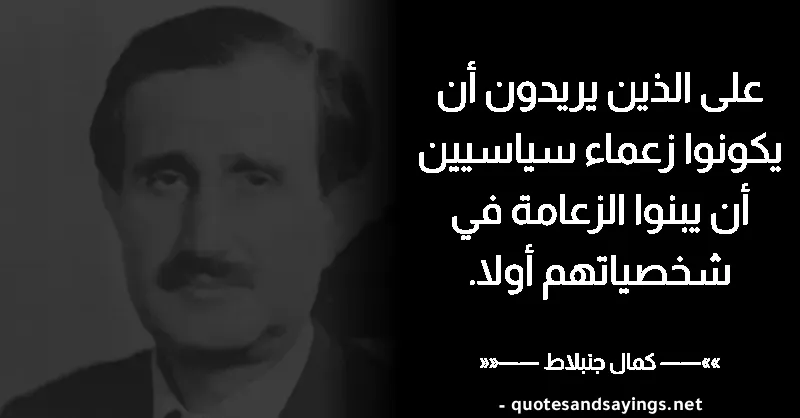 على الذين يريدون أن
يكونوا زعماء سياسيين
أن يبنوا الزعامة في
شخصياتهم أولا.
»»—— كمال جنبلاط ——««
- quotesandsayings.net